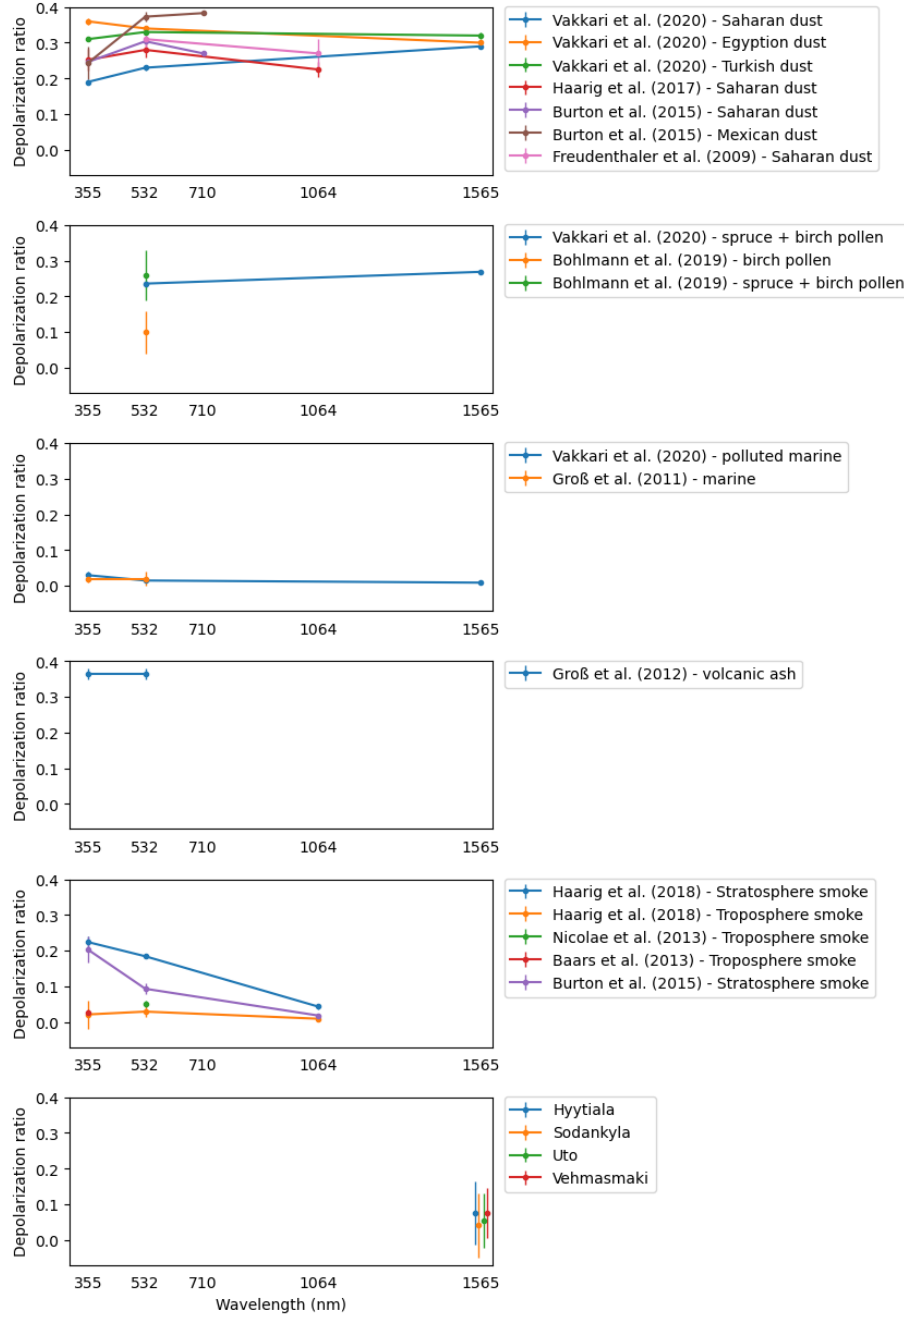 Depolarization ratio
0.4
0.3
0.2
0.1
0.0
355 532 710 1064 1565
Vakkari et al. (2020) - Saharan dust
Vakkari et al. (2020) - Egyption dust
Vakkari et al. (2020) - Turkish dust
Haarig et al. (2017) - Saharan dust
Burton et al. (2015) - Saharan dust
Burton et al. (2015) - Mexican dust
Freudenthaler et al. (2009) - Saharan dust
Depolarization ratio
0.4
0.3
0.2
0.1
0.0
355 532 710 1064 1565
Vakkari et al. (2020) - spruce + birch pollen
Bohlmann et al. (2019) - birch pollen
Bohlmann et al. (2019) - spruce + birch pollen
Depolarization ratio
0.4
0.3
0.2
0.1
0.0
355 532 710 1064 1565
Vakkari et al. (2020) - polluted marine
Groß et al. (2011) - marine
Depolarization ratio
0.4
0.3
0.2
0.1
0.0
355 532 710 1064 1565
Groß et al. (2012) - volcanic ash
Depolarization ratio
0.4
0.3
0.2
0.1
0.0
355 532 710 1064 1565
Haarig et al. (2018) - Stratosphere smoke
Haarig et al. (2018) - Troposphere smoke
Nicolae et al. (2013) - Troposphere smoke
Baars et al. (2013) - Troposphere smoke
Burton et al. (2015) - Stratosphere smoke
Depolarization ratio
0.4
0.3
0.2
0.1
0.0
355 532 710 1064 1565
Wavelength (nm)
Hyytiala
Sodankyla
Uto
Vehmasmaki